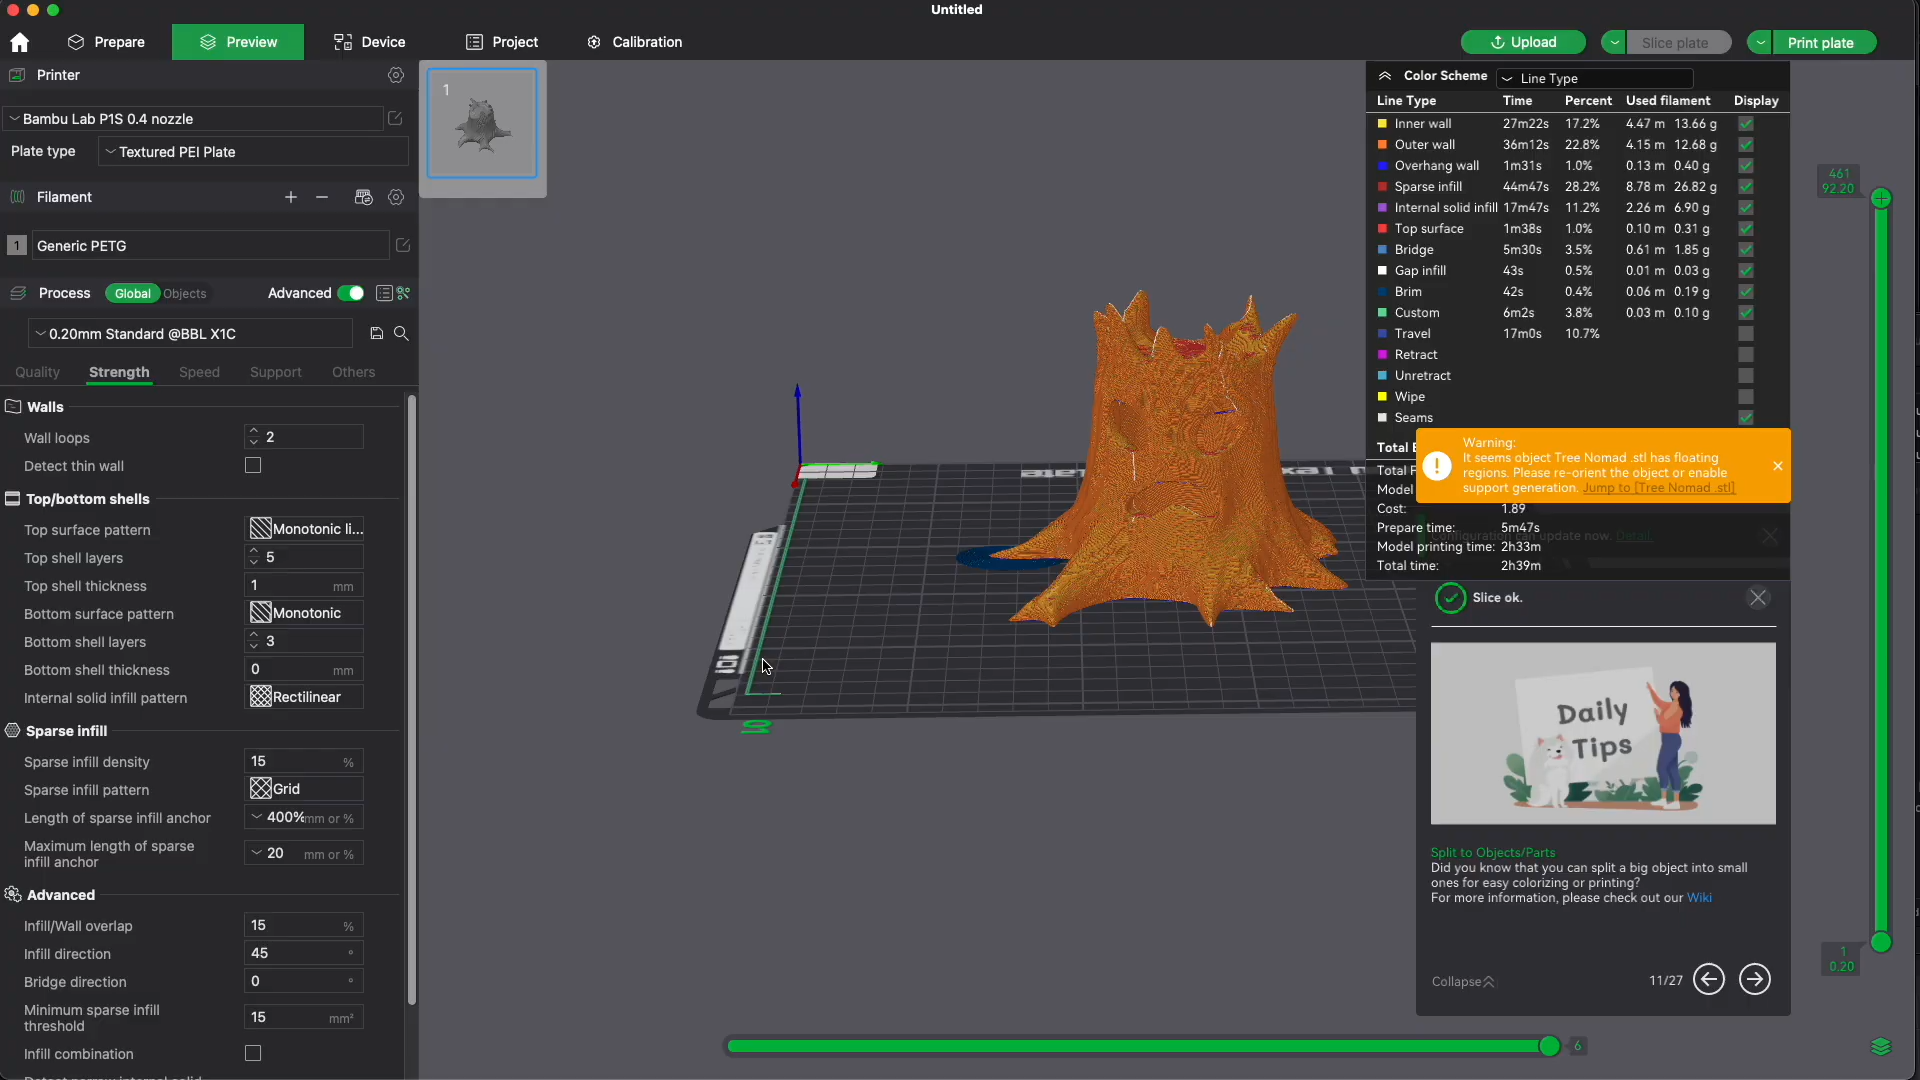 Untitled
Prepare
Preview
Device
Project
Calibration
Upload
Slice plate
Print plate
Printer
Bambu Lab P1S 0.4 nozzle
Plate type
Textured PEI Plate
Filament
1
Generic PETG
Process
Global
Objects
Advanced
0.20mm Standard @BBL X1C
Quality
Strength
Speed
Support
Others
Walls
Wall loops 2
Detect thin wall
Top/bottom shells
Top surface pattern Monotonic li...
Top shell layers 5
Top shell thickness 1 mm
Bottom surface pattern Monotonic
Bottom shell layers 3
Bottom shell thickness 0 mm
Internal solid infill pattern Rectilinear
Sparse infill
Sparse infill density 15 %
Sparse infill pattern Grid
Length of sparse infill anchor 400% mm or %
Maximum length of sparse
infill anchor
20 mm or %
Advanced
Infill/Wall overlap 15 %
Infill direction 45 °
Bridge direction 0 °
Minimum sparse infill
threshold
15 mm²
Infill combination
1
01
Color Scheme
Line Type
Line Type Time Percent Used filament Display
Inner wall 27m22s 17.2% 4.47 m 13.66 g
Outer wall 36m12s 22.8% 4.15 m 12.68 g
Overhang wall 1m31s 1.0% 0.13 m 0.40 g
Sparse infill 44m47s 28.2% 8.78 m 26.82 g
Internal solid infill 17m47s 11.2% 2.26 m 6.90 g
Top surface 1m38s 1.0% 0.10 m 0.31 g
Bridge 5m30s 3.5% 0.61 m 1.85 g
Gap infill 43s 0.5% 0.01 m 0.03 g
Brim 42s 0.4% 0.06 m 0.19 g
Custom 6m2s 3.8% 0.03 m 0.10 g
Travel 17m0s 10.7%
Retract
Unretract
Wipe
Seams
Total
Total
Model
Cost: 1.89
Prepare time: 5m47s
Model printing time: 2h33m
Total time: 2h39m
Warning:
It seems object Tree Nomad .stl has floating
regions. Please re-orient the object or enable
support generation. Jump to [Tree Nomad .stl]
Configuration can update now. Detail.
Slice ok.
Daily
Tips
Split to Objects/Parts
Did you know that you can split a big object into small
ones for easy colorizing or printing?
For more information, please check out our Wiki
Collapse
11/27
461
92.20
1
0.20
6